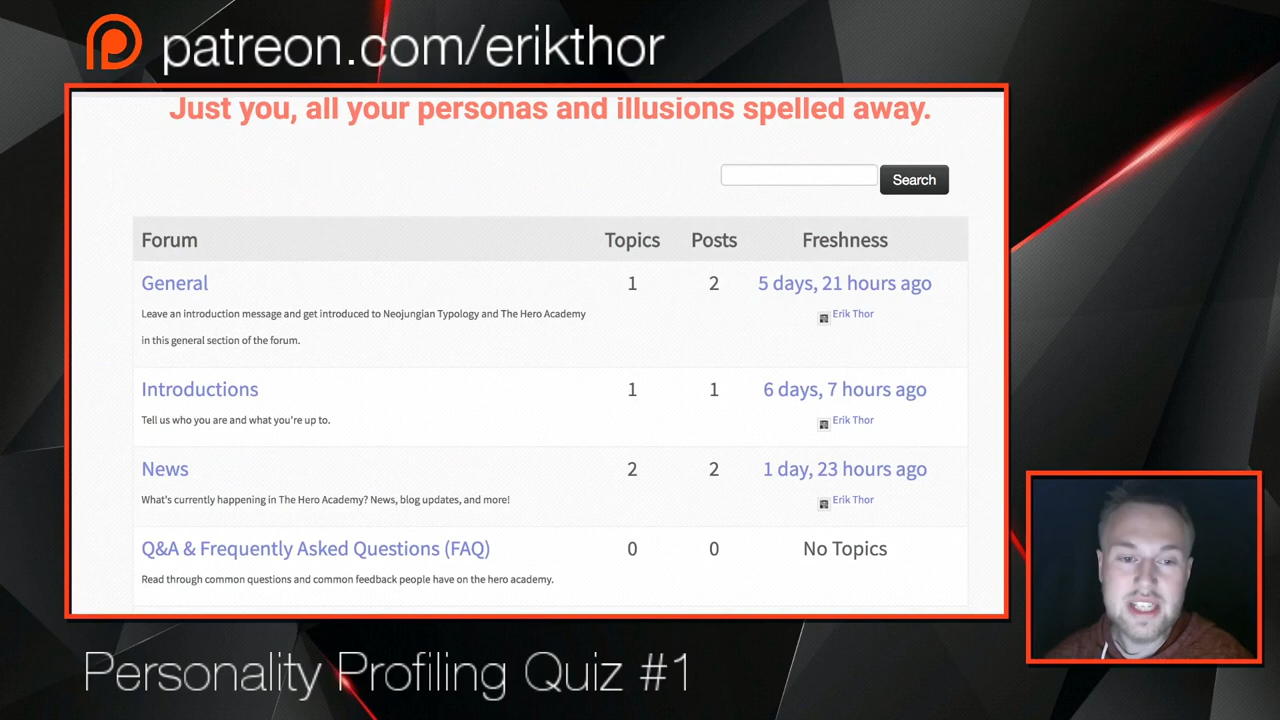 patreon.com/erikthor
Just you, all your personas and illusions spelled away.
Search
Forum Topics Posts Freshness
General 1 2 5 days, 21 hours ago
Leave an introduction message and get introduced to Neojungian Typology and The Hero Academy Erik Thor
in this general section of the forum.
Introductions 1 1 6 days, 7 hours ago
Tell us who you are and what you're up to. Erik Thor
News 2 2 1 day, 23 hours ago
What's currently happening in The Hero Academy? News, blog updates, and more! Erik Thor
Q&A & Frequently Asked Questions (FAQ) 0 0 No Topics
Read through common questions and common feedback people have on the hero academy.
Personality Profiling Quiz #1